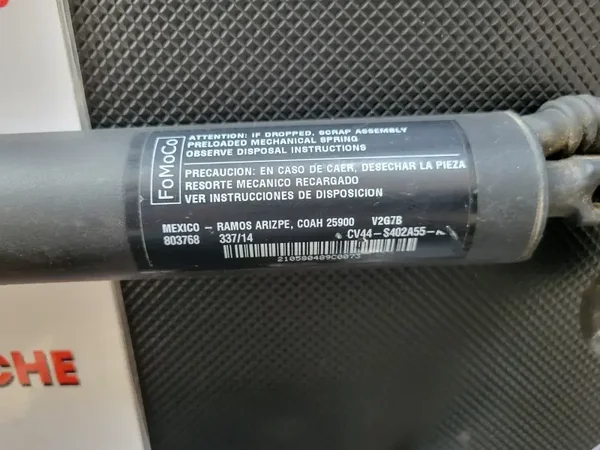 FoMoCo
ATTENTION: IF DROPPED, SCRAP ASSEMBLY
PRELOADED MECHANICAL SPRING
OBSERVE DISPOSAL INSTRUCTIONS
PRECAUCION: EN CASO DE CAER, DESECHAR LA PIEZA
RESORTE MECANICO RECARGADO
VER INSTRUCCIONES DE DISPOSICION
MEXICO - RAMOS ARIZPE, COAH 25900 V2G7B
803768 337/14 CV44-S402A55-
210580489C0073
CHE